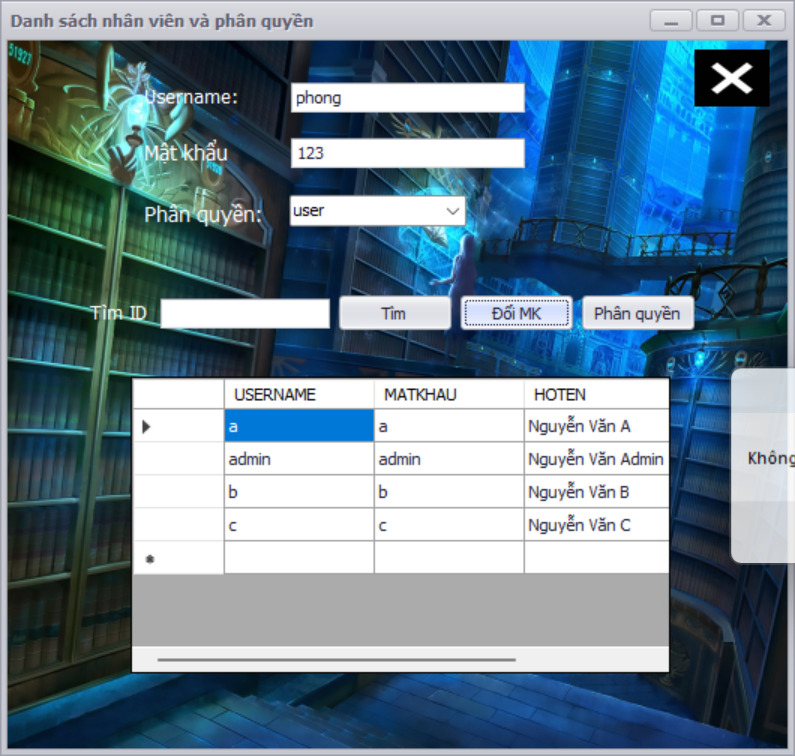 Danh sách nhân viên và phân quyền
51927
Username: phong
Mật khẩu 123
Phân quyền: user
Tìm ID Tìm Đổi MK Phân quyền
USERNAME MATKHAU HOTEN
a a Nguyễn Văn A
admin admin Nguyễn Văn Admin
Không
b b Nguyễn Văn B
c c Nguyễn Văn C